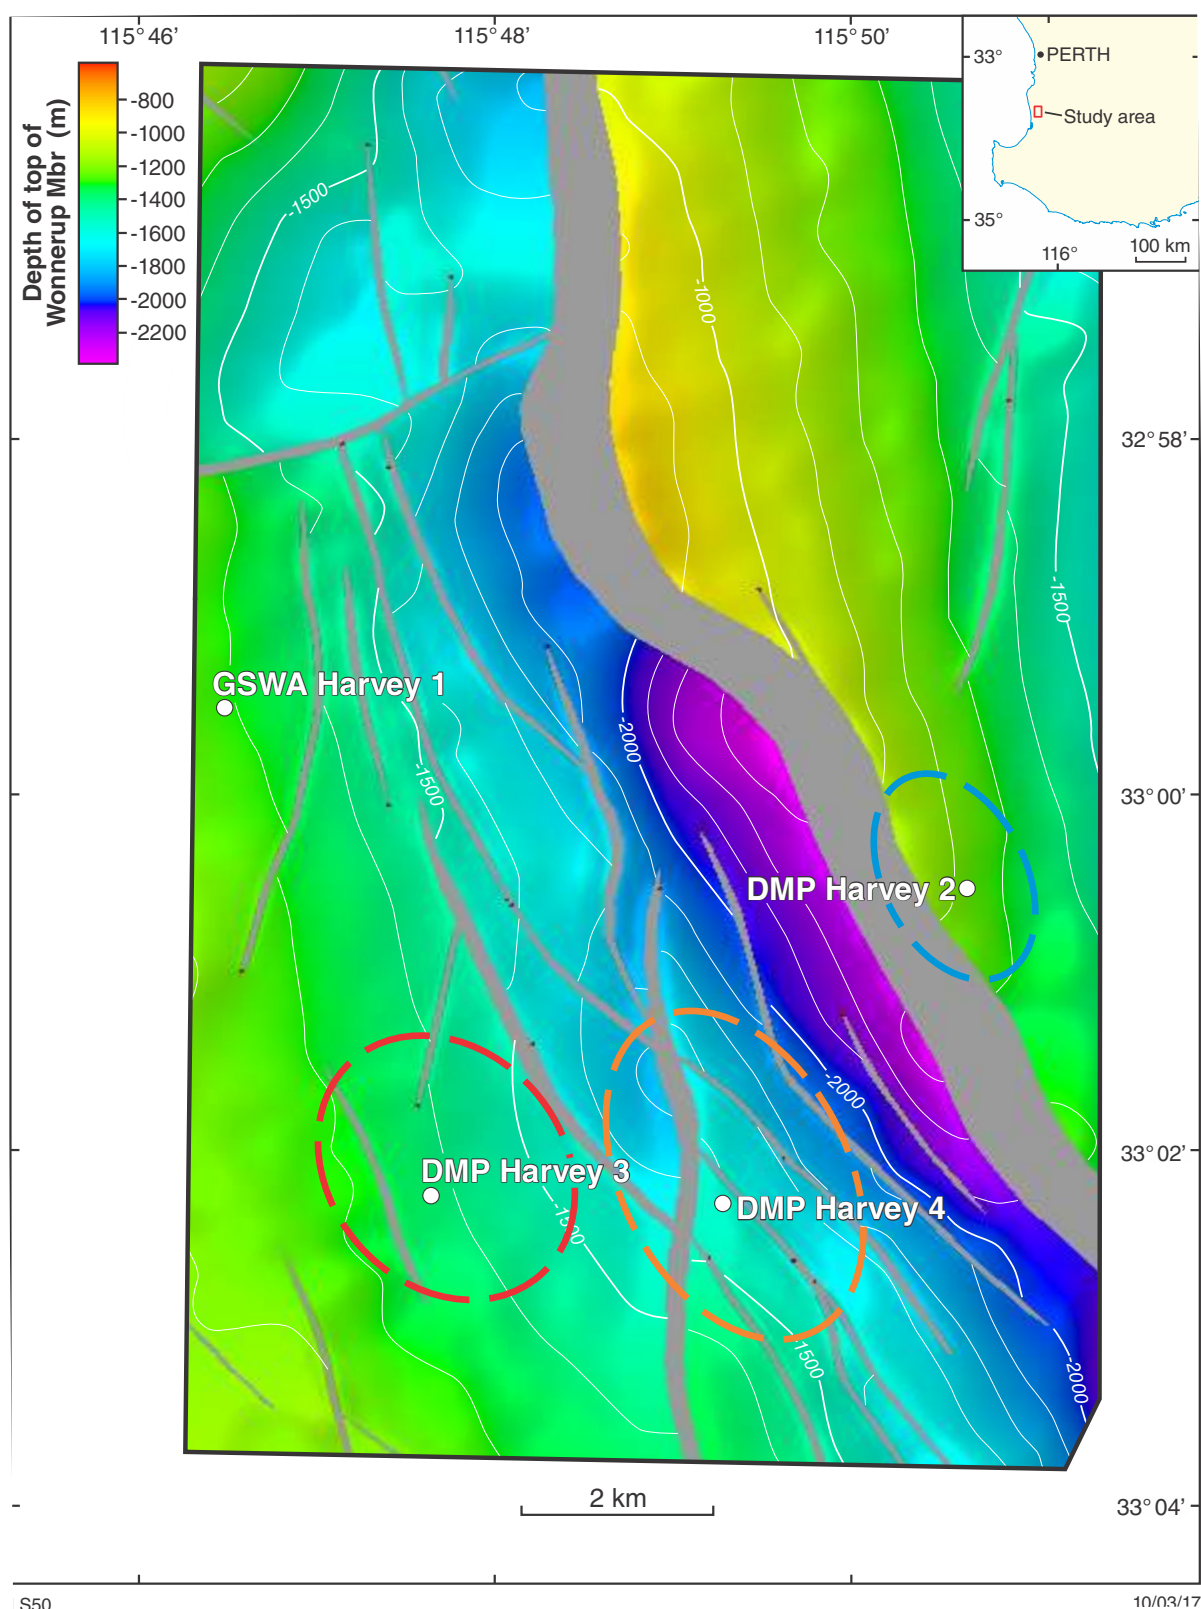 115°46’
115°48’
115°50’
33°
PERTH
Study area
35°
116°
100 km
Depth of top of
Wonnerup Mbr (m)
-800
-1000
-1200
-1400
-1600
-1800
-2000
-2200
-1500
-1000
32°58’
-1500
GSWA Harvey 1
-2000
-1500
33°00’
DMP Harvey 2
-2000
33°02’
DMP Harvey 3
DMP Harvey 4
-1500
-1500
-2000
2 km
33°04’
S50
10/03/17